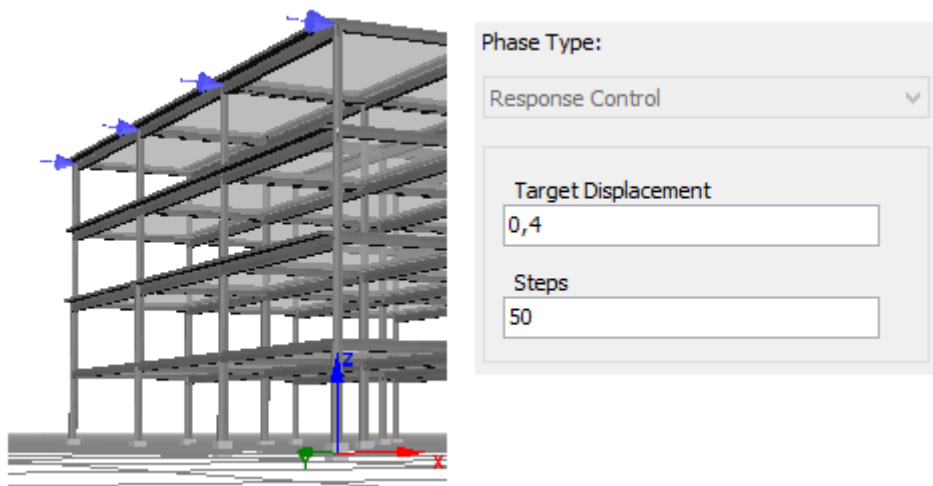 Z
X
Y
Phase Type:
Response Control
Target Displacement
0,4
Steps
50